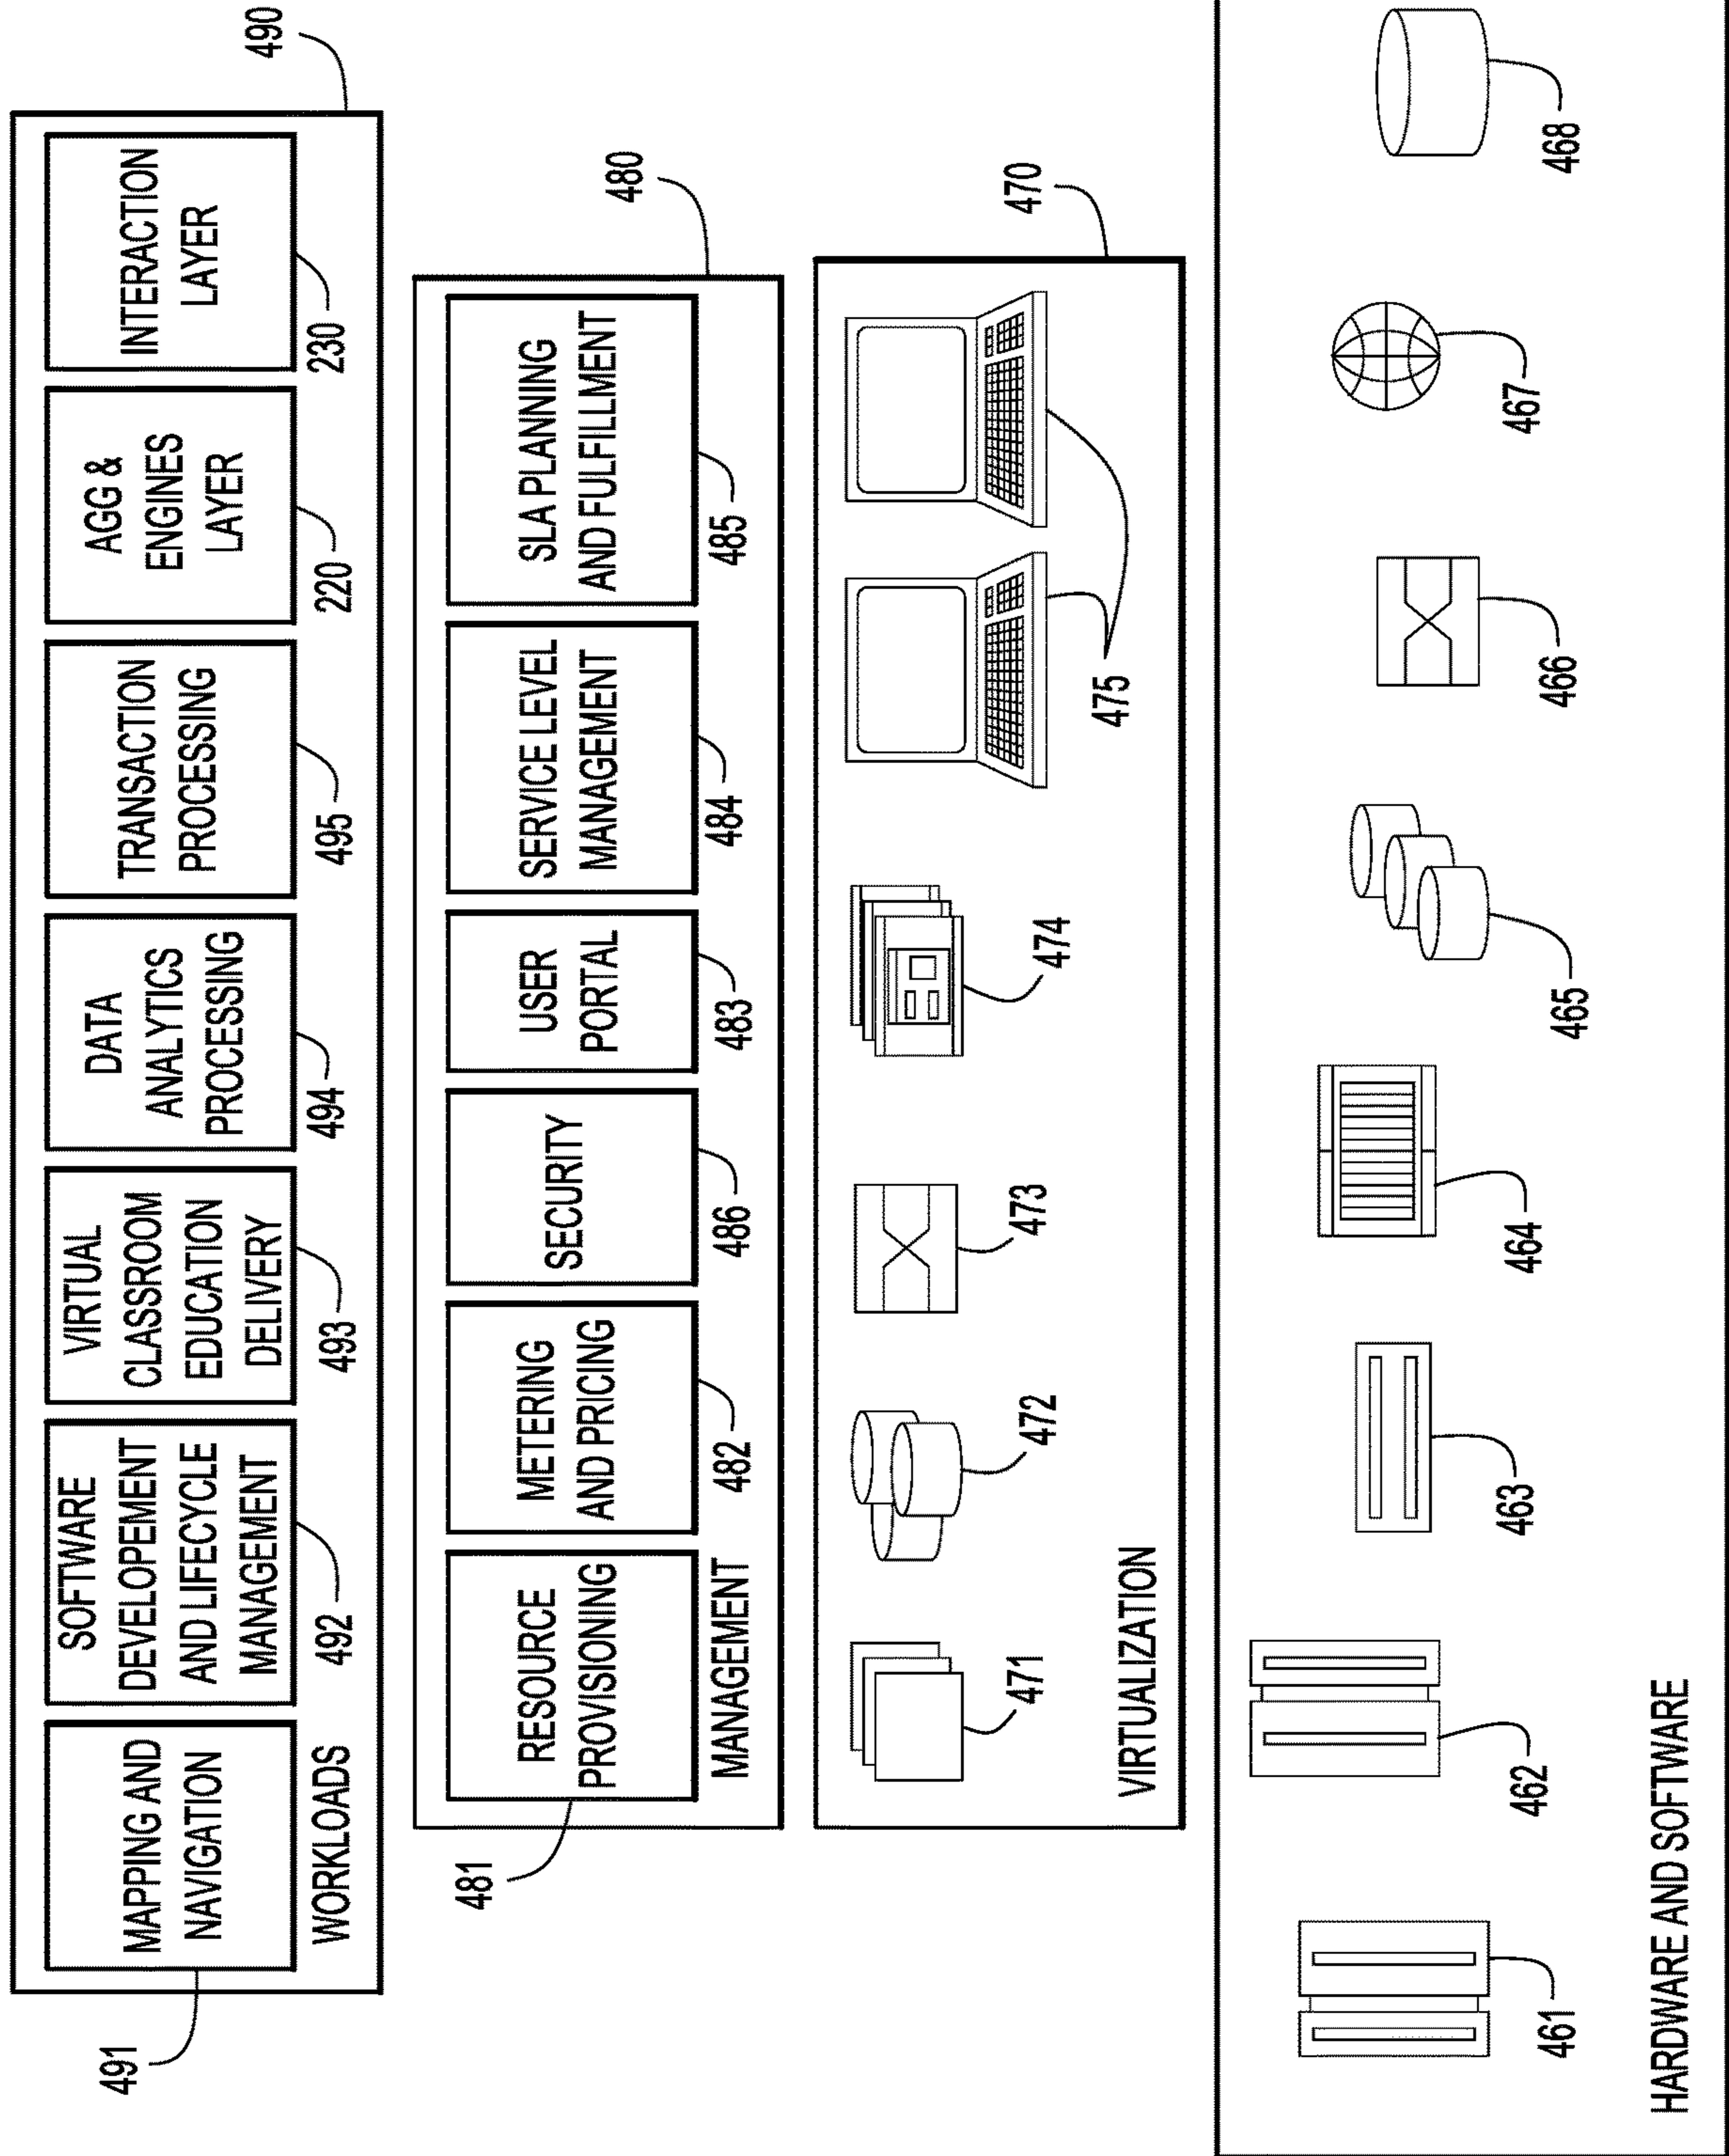 490
MAPPING AND
NAVIGATION
491
SOFTWARE
DEVELOPEMENT
AND LIFECYCLE
MANAGEMENT
492
VIRTUAL
CLASSROOM
EDUCATION
DELIVERY
493
DATA
ANALYTICS
PROCESSING
494
TRANSACTION
PROCESSING
495
AGG &
ENGINES
LAYER
220
INTERACTION
LAYER
230
WORKLOADS
480
RESOURCE
PROVISIONING
481
METERING
AND PRICING
482
SECURITY
486
USER
PORTAL
483
SERVICE LEVEL
MANAGEMENT
484
SLA PLANNING
AND FULFILLMENT
485
MANAGEMENT
470
471
472
473
474
475
VIRTUALIZATION
461
462
463
464
465
466
467
468
HARDWARE AND SOFTWARE